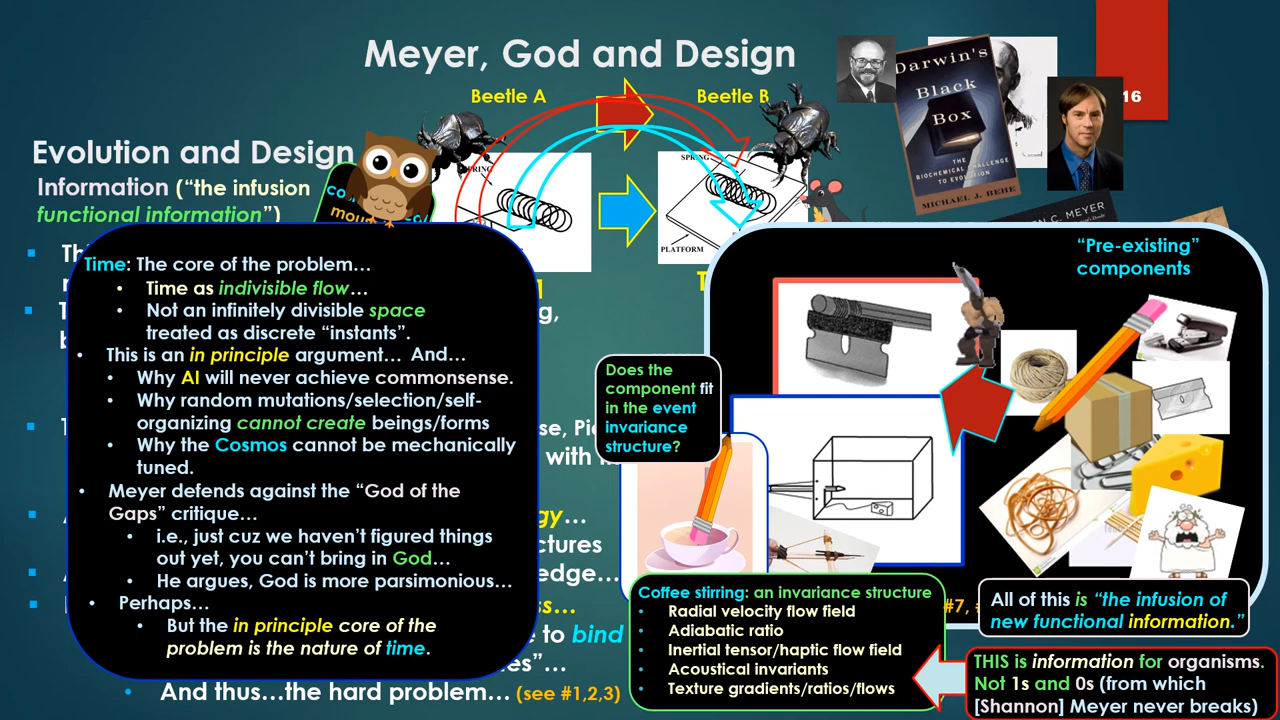 Meyer, God and Design
16
Beetle A
Beetle B
Darwin's
Black
Box
THE
BIOCHEMICAL CHALLENGE
TO EVOLUTION
MICHAEL J. BEHE
C. MEYER
Evolution and Design
Information (“the infusion
functional information”)
SPRING
SPRING
PLATFORM
Time: The core of the problem…
• Time as indivisible flow…
• Not an infinitely divisible space
treated as discrete “instants”.
• This is an in principle argument… And…
• Why AI will never achieve commonsense.
• Why random mutations/selection/self-
organizing cannot create beings/forms
• Why the Cosmos cannot be mechanically
tuned.
• Meyer defends against the “God of the
Gaps” critique…
• i.e., just cuz we haven’t figured things
out yet, you can’t bring in God…
• He argues, God is more parsimonious…
• Perhaps…
• But the in principle core of the
problem is the nature of time.
with
to bind
• And thus…the hard problem… (see #1,2,3)
“Pre-existing”
components
Does the
component fit
in the event
invariance
structure?
Coffee stirring: an invariance structure
• Radial velocity flow field
• Adiabatic ratio
• Inertial tensor/haptic flow field
• Acoustical invariants
• Texture gradients/ratios/flows
#7,
All of this is “the infusion of
new functional information.”
THIS is information for organisms.
Not 1s and 0s (from which
[Shannon] Meyer never breaks)